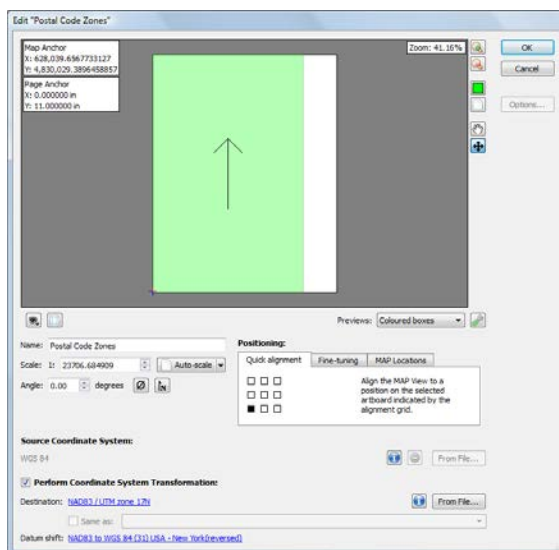 Edit "Postal Code Zones"
Map Anchor
X: 628,039.6567733127
Y: 4,830,029.3896458857
Page Anchor
X: 0.000000 in
Y: 11.000000 in
Zoom: 41.16%
OK
Cancel
Options...
Previews: Coloured boxes
Name: Postal Code Zones
Scale: 1: 23706.684909
Auto-scale
Angle: 0.00 degrees
N
Positioning:
Quick alignment
Fine-tuning
MAP Locations
Align the MAP View to a
position on the selected
artboard indicated by the
alignment grid.
Source Coordinate System:
WGS 84
From File...
Perform Coordinate System Transformation:
Destination: NAD83 / UTM zone 17N
From File...
Same as:
Datum shift: NAD83 to WGS 84 (31) USA - New York(reversed)